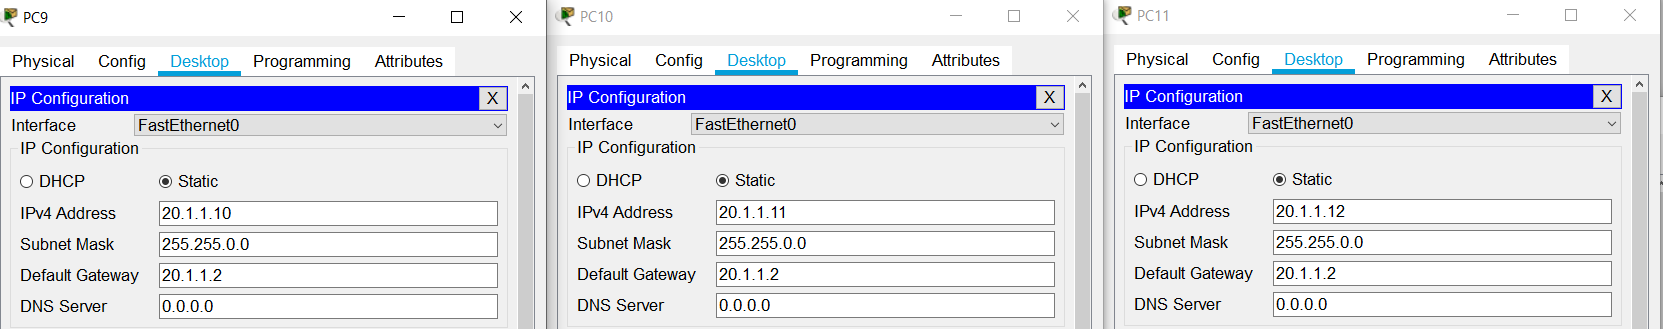 PC9
Physical Config Desktop Programming Attributes
IP Configuration X
Interface FastEthernet0
IP Configuration
DHCP Static
IPv4 Address 20.1.1.10
Subnet Mask 255.255.0.0
Default Gateway 20.1.1.2
DNS Server 0.0.0.0
PC10
Physical Config Desktop Programming Attributes
IP Configuration X
Interface FastEthernet0
IP Configuration
DHCP Static
IPv4 Address 20.1.1.11
Subnet Mask 255.255.0.0
Default Gateway 20.1.1.2
DNS Server 0.0.0.0
PC11
Physical Config Desktop Programming Attributes
IP Configuration X
Interface FastEthernet0
IP Configuration
DHCP Static
IPv4 Address 20.1.1.12
Subnet Mask 255.255.0.0
Default Gateway 20.1.1.2
DNS Server 0.0.0.0